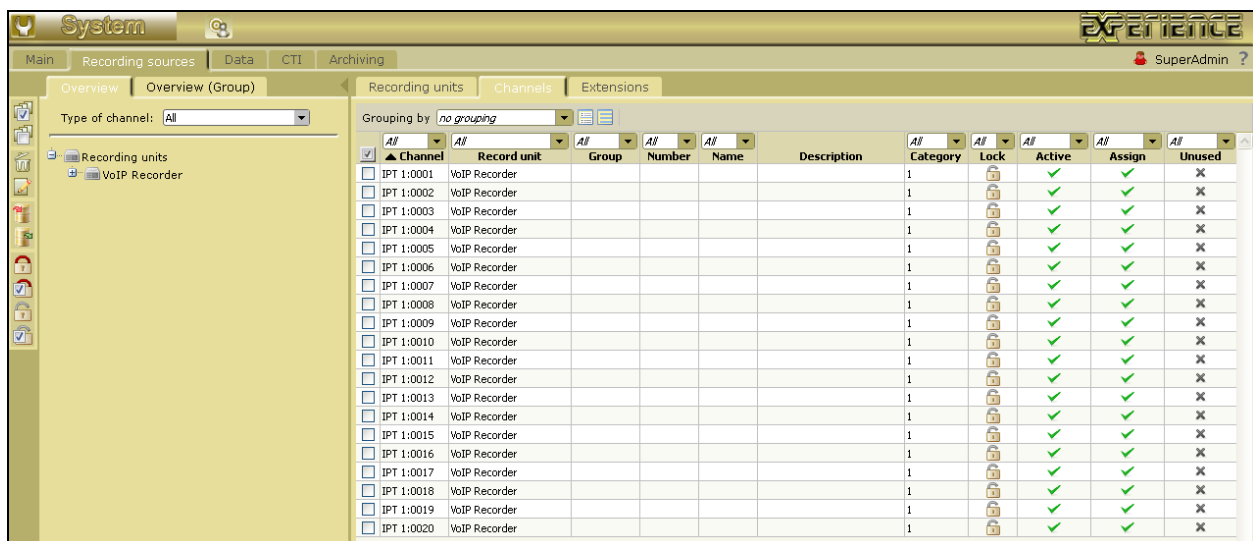 System
EXPERIENCE
Main Recording sources Data CTI Archiving SuperAdmin ?
Overview Overview (Group) Recording units Channels Extensions
Type of channel: All
Recording units
VoIP Recorder
Grouping by no grouping
All All All All All All All All All All
Channel Record unit Group Number Name Description Category Lock Active Assign Unused
IPT 1:0001 VoIP Recorder 1
IPT 1:0002 VoIP Recorder 1
IPT 1:0003 VoIP Recorder 1
IPT 1:0004 VoIP Recorder 1
IPT 1:0005 VoIP Recorder 1
IPT 1:0006 VoIP Recorder 1
IPT 1:0007 VoIP Recorder 1
IPT 1:0008 VoIP Recorder 1
IPT 1:0009 VoIP Recorder 1
IPT 1:0010 VoIP Recorder 1
IPT 1:0011 VoIP Recorder 1
IPT 1:0012 VoIP Recorder 1
IPT 1:0013 VoIP Recorder 1
IPT 1:0014 VoIP Recorder 1
IPT 1:0015 VoIP Recorder 1
IPT 1:0016 VoIP Recorder 1
IPT 1:0017 VoIP Recorder 1
IPT 1:0018 VoIP Recorder 1
IPT 1:0019 VoIP Recorder 1
IPT 1:0020 VoIP Recorder 1